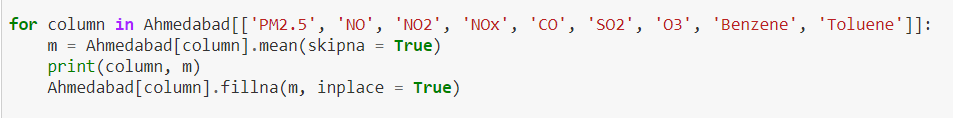 for column in Ahmedabad[['PM2.5', 'NO', 'NO2', 'NOx', 'CO', 'SO2', 'O3', 'Benzene', 'Toluene']]:
    m = Ahmedabad[column].mean(skipna = True)
    print(column, m)
    Ahmedabad[column].fillna(m, inplace = True)